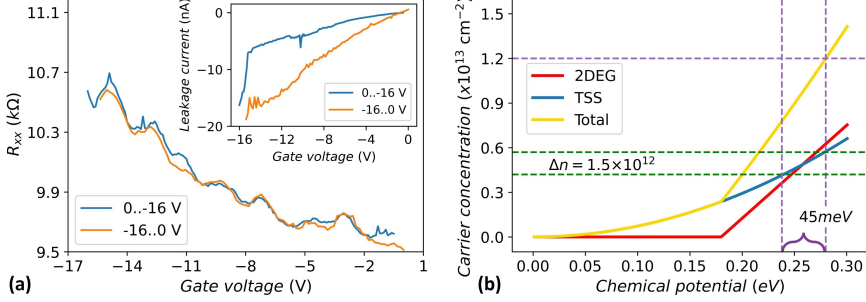 11.1
10.7
10.3
9.9
9.5
R_xx (kΩ)
−17 −14 −11 −8 −5 −2 1
Gate voltage (V)
0..-16 V
-16..0 V
(a)
Leakage current (nA)
0
−10
−20
−16 −12 −8 −4 0
Gate voltage (V)
0..-16 V
-16..0 V
Carrier concentration (x10¹³ cm⁻²)
1.5
1.2
0.9
0.6
0.3
0.0
2DEG
TSS
Total
Δn = 1.5×10¹²
45meV
0.00 0.05 0.10 0.15 0.20 0.25 0.30
Chemical potential (eV)
(b)